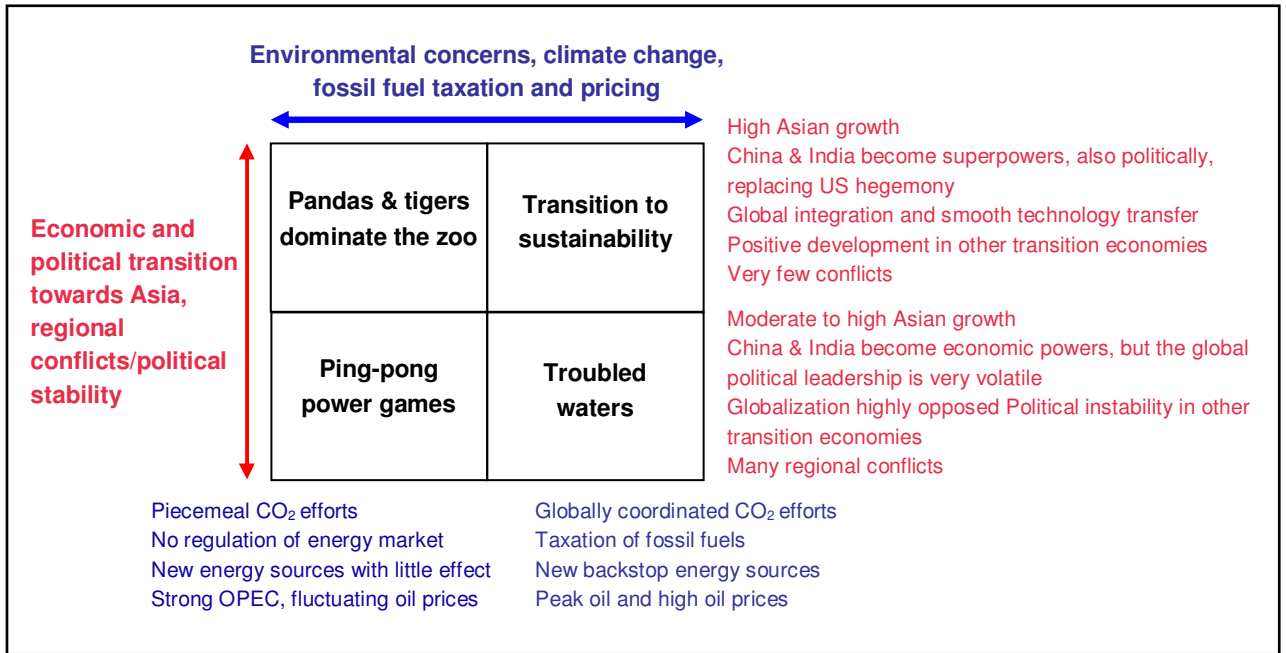 Environmental concerns, climate change,
fossil fuel taxation and pricing
Economic and
political transition
towards Asia,
regional
conflicts/political
stability
Pandas & tigers
dominate the zoo
Transition to
sustainability
Ping-pong
power games
Troubled
waters
High Asian growth
China & India become superpowers, also politically,
replacing US hegemony
Global integration and smooth technology transfer
Positive development in other transition economies
Very few conflicts
Moderate to high Asian growth
China & India become economic powers, but the global
political leadership is very volatile
Globalization highly opposed Political instability in other
transition economies
Many regional conflicts
Piecemeal CO₂ efforts
No regulation of energy market
New energy sources with little effect
Strong OPEC, fluctuating oil prices
Globally coordinated CO₂ efforts
Taxation of fossil fuels
New backstop energy sources
Peak oil and high oil prices